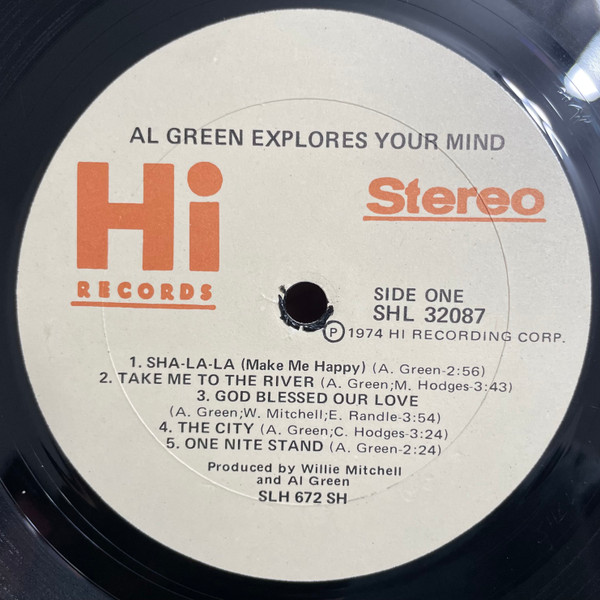 AL GREEN EXPLORES YOUR MIND
Hi
RECORDS
Stereo
SIDE ONE
SHL 32087
Ⓟ1974 HI RECORDING CORP.
1. SHA-LA-LA (Make Me Happy) (A. Green-2:56)
2. TAKE ME TO THE RIVER (A. Green;M. Hodges-3:43)
3. GOD BLESSED OUR LOVE
(A. Green;W. Mitchell;E. Randle-3:54)
4. THE CITY (A. Green;C. Hodges-3:24)
5. ONE NITE STAND (A. Green-2:24)
Produced by Willie Mitchell
and Al Green
SLH 672 SH